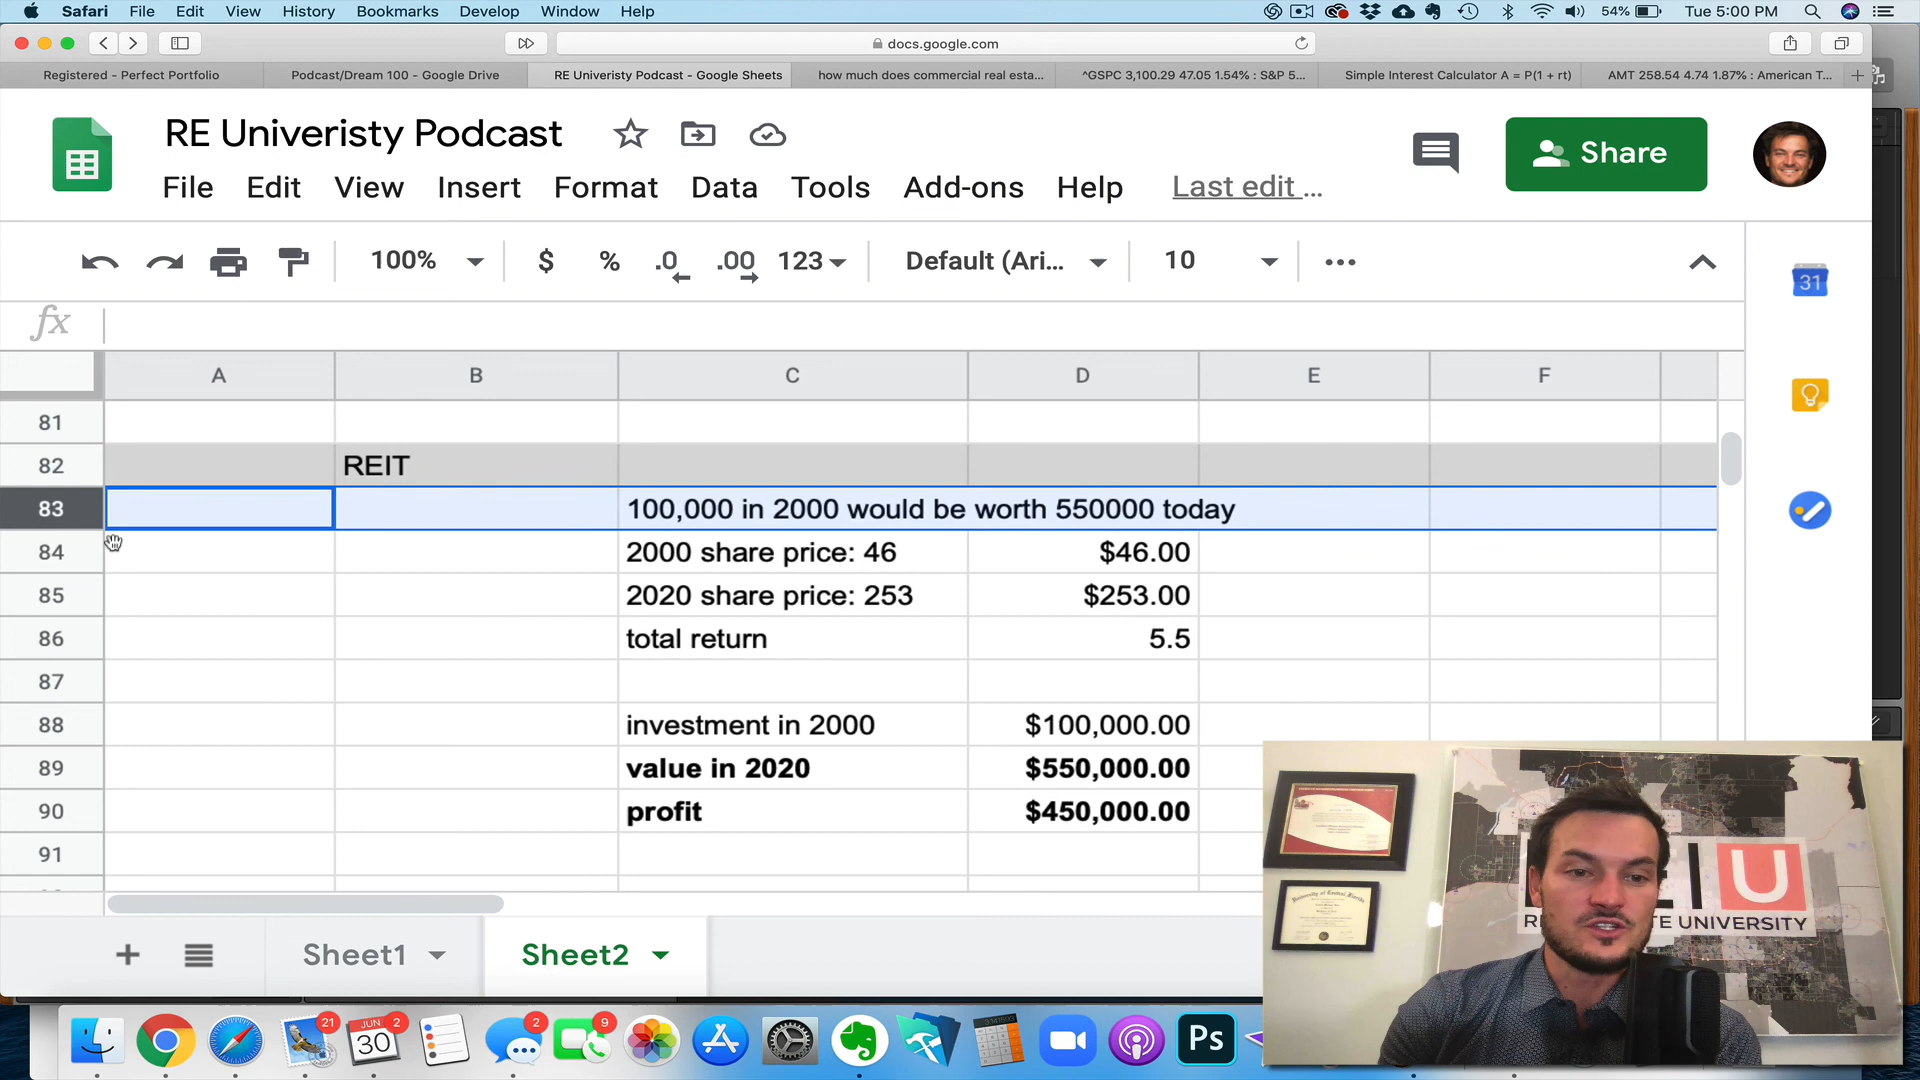 Safari File Edit View History Bookmarks Develop Window Help 54% Tue 5:00 PM
docs.google.com
Registered - Perfect Portfolio
Podcast/Dream 100 - Google Drive
RE Univeristy Podcast - Google Sheets
how much does commercial real esta...
^GSPC 3,100.29 47.05 1.54% : S&P 5...
Simple Interest Calculator A = P(1 + rt)
AMT 258.54 4.74 1.87% : American T...
RE Univeristy Podcast
Share
File Edit View Insert Format Data Tools Add-ons Help Last edit ...
100% $ % .0 .00 123 Default (Ari... 10
31
fx
A B C D E F
81
82 REIT
83 100,000 in 2000 would be worth 550000 today
84 2000 share price: 46 $46.00
85 2020 share price: 253 $253.00
86 total return 5.5
87
88 investment in 2000 $100,000.00
89 value in 2020 $550,000.00
90 profit $450,000.00
91
U
UNIVERSITY
Sheet1 Sheet2
21
JUN 2
30
2
9
Ps